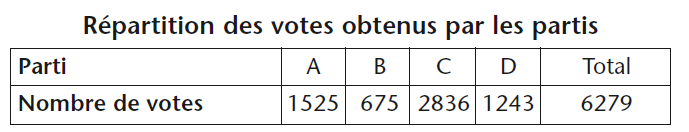 Répartition des votes obtenus par les partis
Parti A B C D Total
Nombre de votes 1525 675 2836 1243 6279